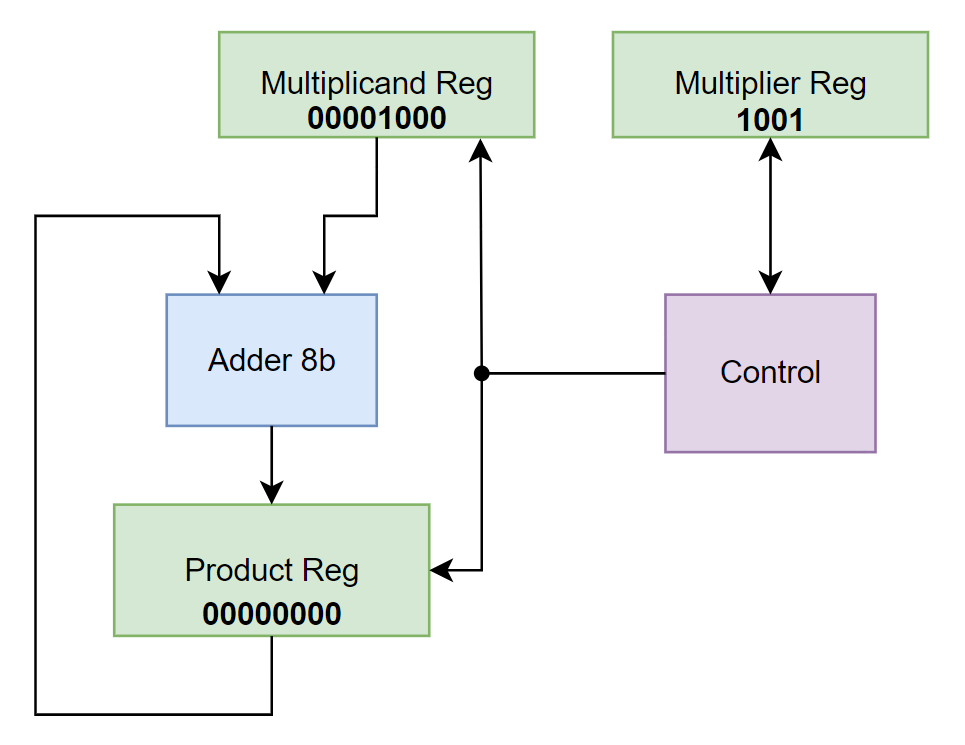 Multiplicand Reg
00001000
Multiplier Reg
1001
Adder 8b
Control
Product Reg
00000000